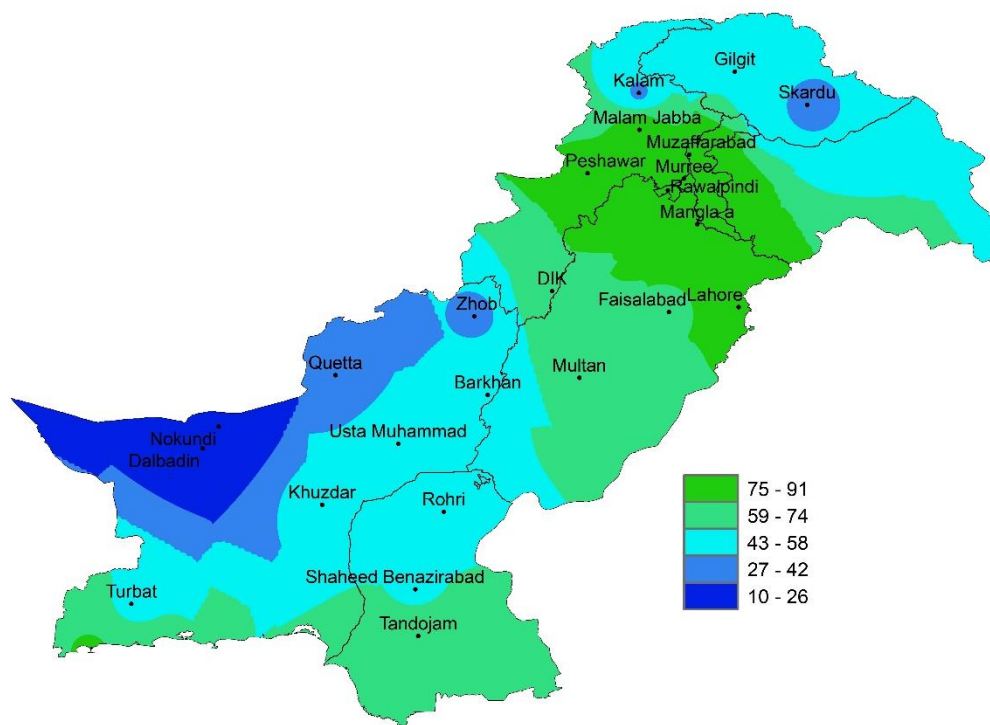 Gilgit
Kalam
Skardu
Malam Jabba
Muzaffarabad
Peshawar
Murree
Rawalpindi
Mangla a
DIK
Zhob
Faisalabad
Lahore
Quetta
Multan
Barkhan
Nokundi
Usta Muhammad
Dalbadin
Khuzdar
Rohri
75 - 91
59 - 74
43 - 58
27 - 42
10 - 26
Shaheed Benazirabad
Turbat
Tandojam